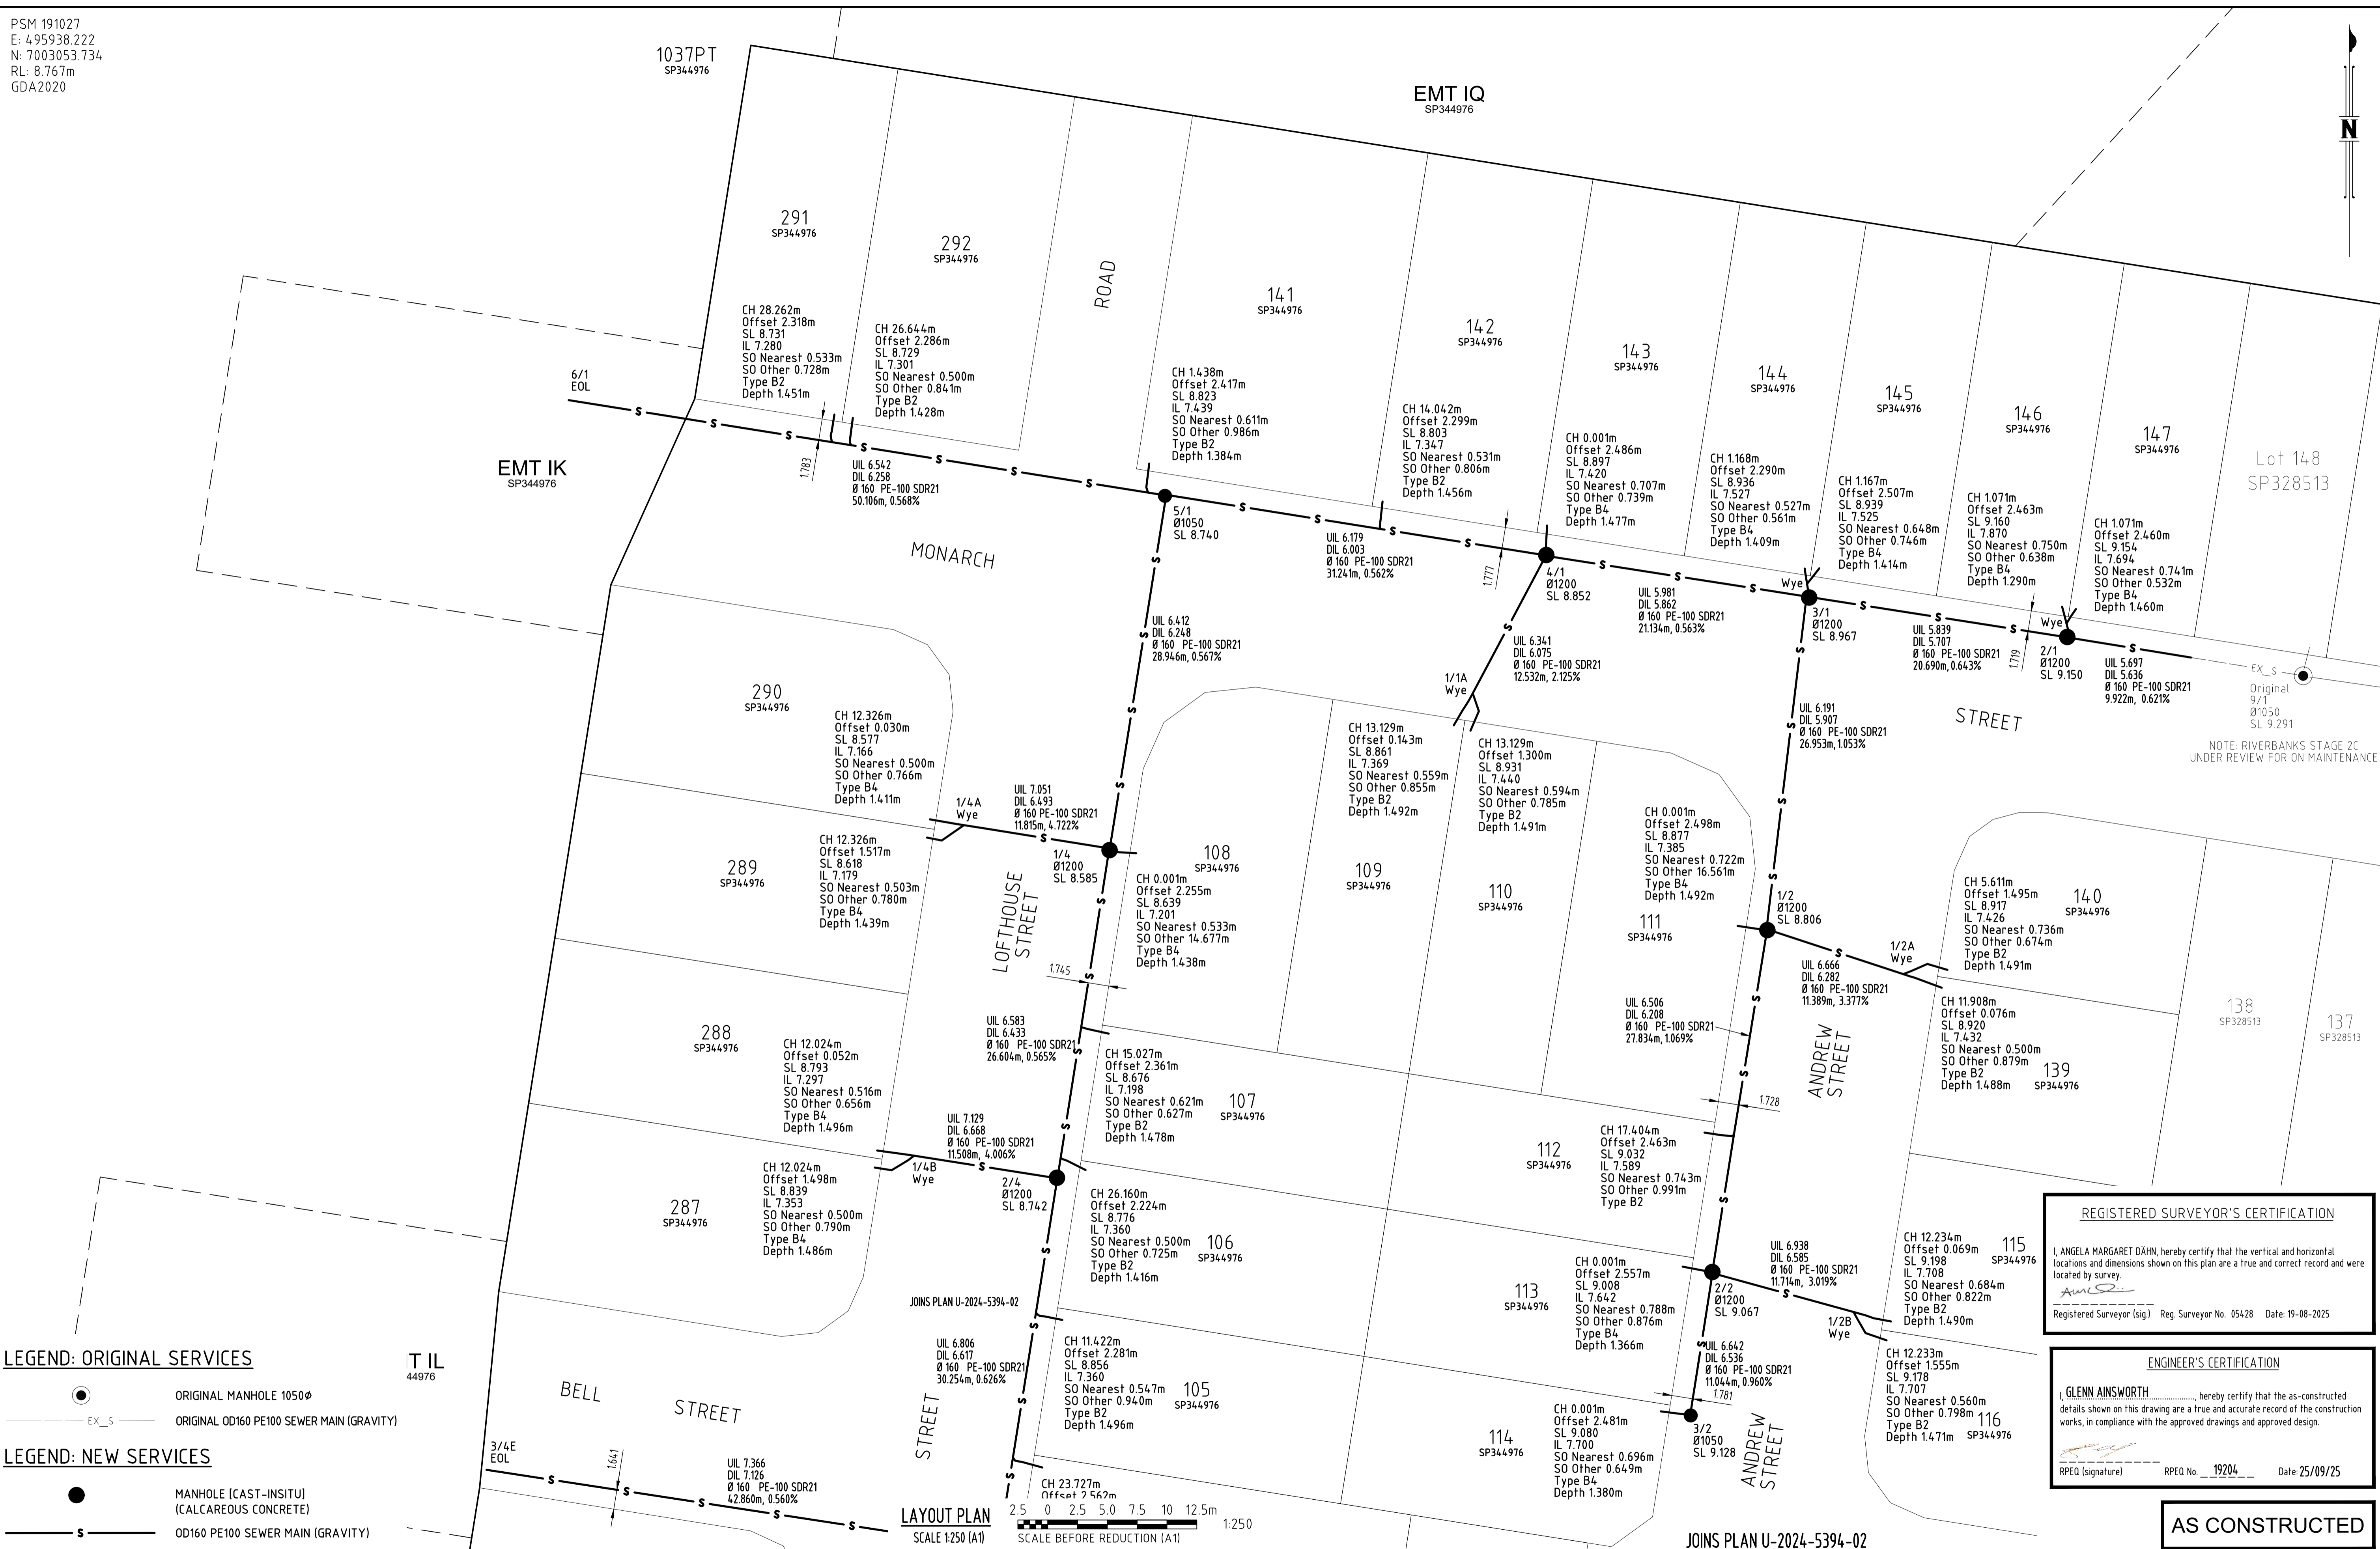 PSM 191027
E: 495938.222
N: 7003053.734
RL: 8.767m
GDA2020
1037PT
SP344976
EMT IQ
SP344976
N
291
SP344976
292
SP344976
ROAD
141
SP344976
142
SP344976
143
SP344976
144
SP344976
145
SP344976
146
SP344976
147
SP344976
Lot 148
SP328513
CH 28.262m
Offset 2.318m
SL 8.731
IL 7.280
SO Nearest 0.533m
SO Other 0.728m
Type B2
Depth 1.451m
CH 26.644m
Offset 2.286m
SL 8.729
IL 7.301
SO Nearest 0.500m
SO Other 0.841m
Type B2
Depth 1.428m
CH 1.438m
Offset 2.417m
SL 8.823
IL 7.439
SO Nearest 0.611m
SO Other 0.986m
Type B2
Depth 1.384m
CH 14.042m
Offset 2.299m
SL 8.803
IL 7.347
SO Nearest 0.531m
SO Other 0.806m
Type B2
Depth 1.456m
CH 0.001m
Offset 2.486m
SL 8.897
IL 7.420
SO Nearest 0.707m
SO Other 0.739m
Type B4
Depth 1.477m
CH 1.168m
Offset 2.290m
SL 8.936
IL 7.527
SO Nearest 0.527m
SO Other 0.561m
Type B4
Depth 1.409m
CH 1.167m
Offset 2.507m
SL 8.939
IL 7.525
SO Nearest 0.648m
SO Other 0.746m
Type B4
Depth 1.414m
CH 1.071m
Offset 2.463m
SL 9.160
IL 7.870
SO Nearest 0.750m
SO Other 0.638m
Type B4
Depth 1.290m
CH 1.071m
Offset 2.460m
SL 9.154
IL 7.694
SO Nearest 0.741m
SO Other 0.532m
Type B4
Depth 1.460m
6/1
EOL
EMT IK
SP344976
1.783
UIL 6.542
DIL 6.258
Ø 160 PE-100 SDR21
50.106m, 0.568%
5/1
Ø1050
SL 8.740
UIL 6.179
DIL 6.003
Ø 160 PE-100 SDR21
31.241m, 0.562%
1.777
4/1
Ø1200
SL 8.852
UIL 5.981
DIL 5.862
Ø 160 PE-100 SDR21
21.134m, 0.563%
Wye
3/1
Ø1200
SL 8.967
UIL 5.839
DIL 5.707
Ø 160 PE-100 SDR21
20.690m, 0.643%
1.719
Wye
2/1
Ø1200
SL 9.150
UIL 5.697
DIL 5.636
Ø 160 PE-100 SDR21
9.922m, 0.621%
EX_S
Original
9/1
Ø1050
SL 9.291
NOTE: RIVERBANKS STAGE 2C
UNDER REVIEW FOR ON MAINTENANCE
MONARCH
STREET
UIL 6.412
DIL 6.248
Ø 160 PE-100 SDR21
28.946m, 0.567%
UIL 6.341
DIL 6.075
Ø 160 PE-100 SDR21
12.532m, 2.125%
1/1A
Wye
UIL 6.191
DIL 5.907
Ø 160 PE-100 SDR21
26.953m, 1.053%
290
SP344976
CH 12.326m
Offset 0.030m
SL 8.577
IL 7.166
SO Nearest 0.500m
SO Other 0.766m
Type B4
Depth 1.411m
1/4A
Wye
UIL 7.051
DIL 6.493
Ø 160 PE-100 SDR21
11.815m, 4.722%
CH 13.129m
Offset 0.143m
SL 8.861
IL 7.369
SO Nearest 0.559m
SO Other 0.855m
Type B2
Depth 1.492m
CH 13.129m
Offset 1.300m
SL 8.931
IL 7.440
SO Nearest 0.594m
SO Other 0.785m
Type B2
Depth 1.491m
CH 0.001m
Offset 2.498m
SL 8.877
IL 7.385
SO Nearest 0.722m
SO Other 16.561m
Type B4
Depth 1.492m
289
SP344976
CH 12.326m
Offset 1.517m
SL 8.618
IL 7.179
SO Nearest 0.503m
SO Other 0.780m
Type B4
Depth 1.439m
1/4
Ø1200
SL 8.585
108
SP344976
CH 0.001m
Offset 2.255m
SL 8.639
IL 7.201
SO Nearest 0.533m
SO Other 14.677m
Type B4
Depth 1.438m
109
SP344976
110
SP344976
111
SP344976
1/2
Ø1200
SL 8.806
CH 5.611m
Offset 1.495m
SL 8.917
IL 7.426
SO Nearest 0.736m
SO Other 0.674m
Type B2
Depth 1.491m
140
SP344976
1/2A
Wye
UIL 6.666
DIL 6.282
Ø 160 PE-100 SDR21
11.389m, 3.377%
LOFTHOUSE
STREET
1.745
288
SP344976
CH 12.024m
Offset 0.052m
SL 8.793
IL 7.297
SO Nearest 0.516m
SO Other 0.656m
Type B4
Depth 1.496m
UIL 6.583
DIL 6.433
Ø 160 PE-100 SDR21
26.604m, 0.565%
CH 15.027m
Offset 2.361m
SL 8.676
IL 7.198
SO Nearest 0.621m
SO Other 0.627m
Type B2
Depth 1.478m
107
SP344976
UIL 6.506
DIL 6.208
Ø 160 PE-100 SDR21
27.834m, 1.069%
ANDREW
STREET
1.728
CH 11.908m
Offset 0.076m
SL 8.920
IL 7.432
SO Nearest 0.500m
SO Other 0.879m
Type B2
Depth 1.488m
139
SP344976
138
SP328513
137
SP328513
UIL 7.129
DIL 6.668
Ø 160 PE-100 SDR21
11.508m, 4.006%
1/4B
Wye
287
SP344976
CH 12.024m
Offset 1.498m
SL 8.839
IL 7.353
SO Nearest 0.500m
SO Other 0.790m
Type B4
Depth 1.486m
2/4
Ø1200
SL 8.742
CH 26.160m
Offset 2.224m
SL 8.776
IL 7.360
SO Nearest 0.500m
SO Other 0.725m
Type B2
Depth 1.416m
106
SP344976
112
SP344976
CH 17.404m
Offset 2.463m
SL 9.032
IL 7.589
SO Nearest 0.743m
SO Other 0.991m
Type B2
113
SP344976
CH 0.001m
Offset 2.557m
SL 9.008
IL 7.642
SO Nearest 0.788m
SO Other 0.876m
Type B4
Depth 1.366m
2/2
Ø1200
SL 9.067
UIL 6.938
DIL 6.585
Ø 160 PE-100 SDR21
11.714m, 3.019%
1/2B
Wye
CH 12.234m
Offset 0.069m
SL 9.198
IL 7.708
SO Nearest 0.684m
SO Other 0.822m
Type B2
Depth 1.490m
115
SP344976
JOINS PLAN U-2024-5394-02
UIL 6.806
DIL 6.617
Ø 160 PE-100 SDR21
30.254m, 0.626%
CH 11.422m
Offset 2.281m
SL 8.856
IL 7.360
SO Nearest 0.547m
SO Other 0.940m
Type B2
Depth 1.496m
105
SP344976
UIL 6.642
DIL 6.536
Ø 160 PE-100 SDR21
11.044m, 0.960%
1.781
CH 12.233m
Offset 1.555m
SL 9.178
IL 7.707
SO Nearest 0.560m
SO Other 0.798m
Type B2
Depth 1.471m
116
SP344976
114
SP344976
CH 0.001m
Offset 2.481m
SL 9.080
IL 7.700
SO Nearest 0.696m
SO Other 0.649m
Type B4
Depth 1.380m
3/2
Ø1050
SL 9.128
ANDREW
STREET
STREET
BELL
STREET
T IL
44976
3/4E
EOL
1.641
UIL 7.366
DIL 7.126
Ø 160 PE-100 SDR21
42.860m, 0.560%
CH 23.727m
Offset 2.562m
LEGEND: ORIGINAL SERVICES
ORIGINAL MANHOLE 1050ø
EX_S
ORIGINAL OD160 PE100 SEWER MAIN (GRAVITY)
LEGEND: NEW SERVICES
MANHOLE [CAST-INSITU]
(CALCAREOUS CONCRETE)
S
OD160 PE100 SEWER MAIN (GRAVITY)
LAYOUT PLAN
SCALE 1:250 (A1)
2.5 0 2.5 5.0 7.5 10 12.5m
1:250
SCALE BEFORE REDUCTION (A1)
JOINS PLAN U-2024-5394-02
REGISTERED SURVEYOR'S CERTIFICATION
I, ANGELA MARGARET DÄHN, hereby certify that the vertical and horizontal
locations and dimensions shown on this plan are a true and correct record and were
located by survey.
Registered Surveyor (sig.) Reg. Surveyor No. 05428 Date: 19-08-2025
ENGINEER'S CERTIFICATION
I, GLENN AINSWORTH, hereby certify that the as-constructed
details shown on this drawing are a true and accurate record of the construction
works, in compliance with the approved drawings and approved design.
RPEQ (signature) RPEQ No. 19204 Date: 25/09/25
AS CONSTRUCTED